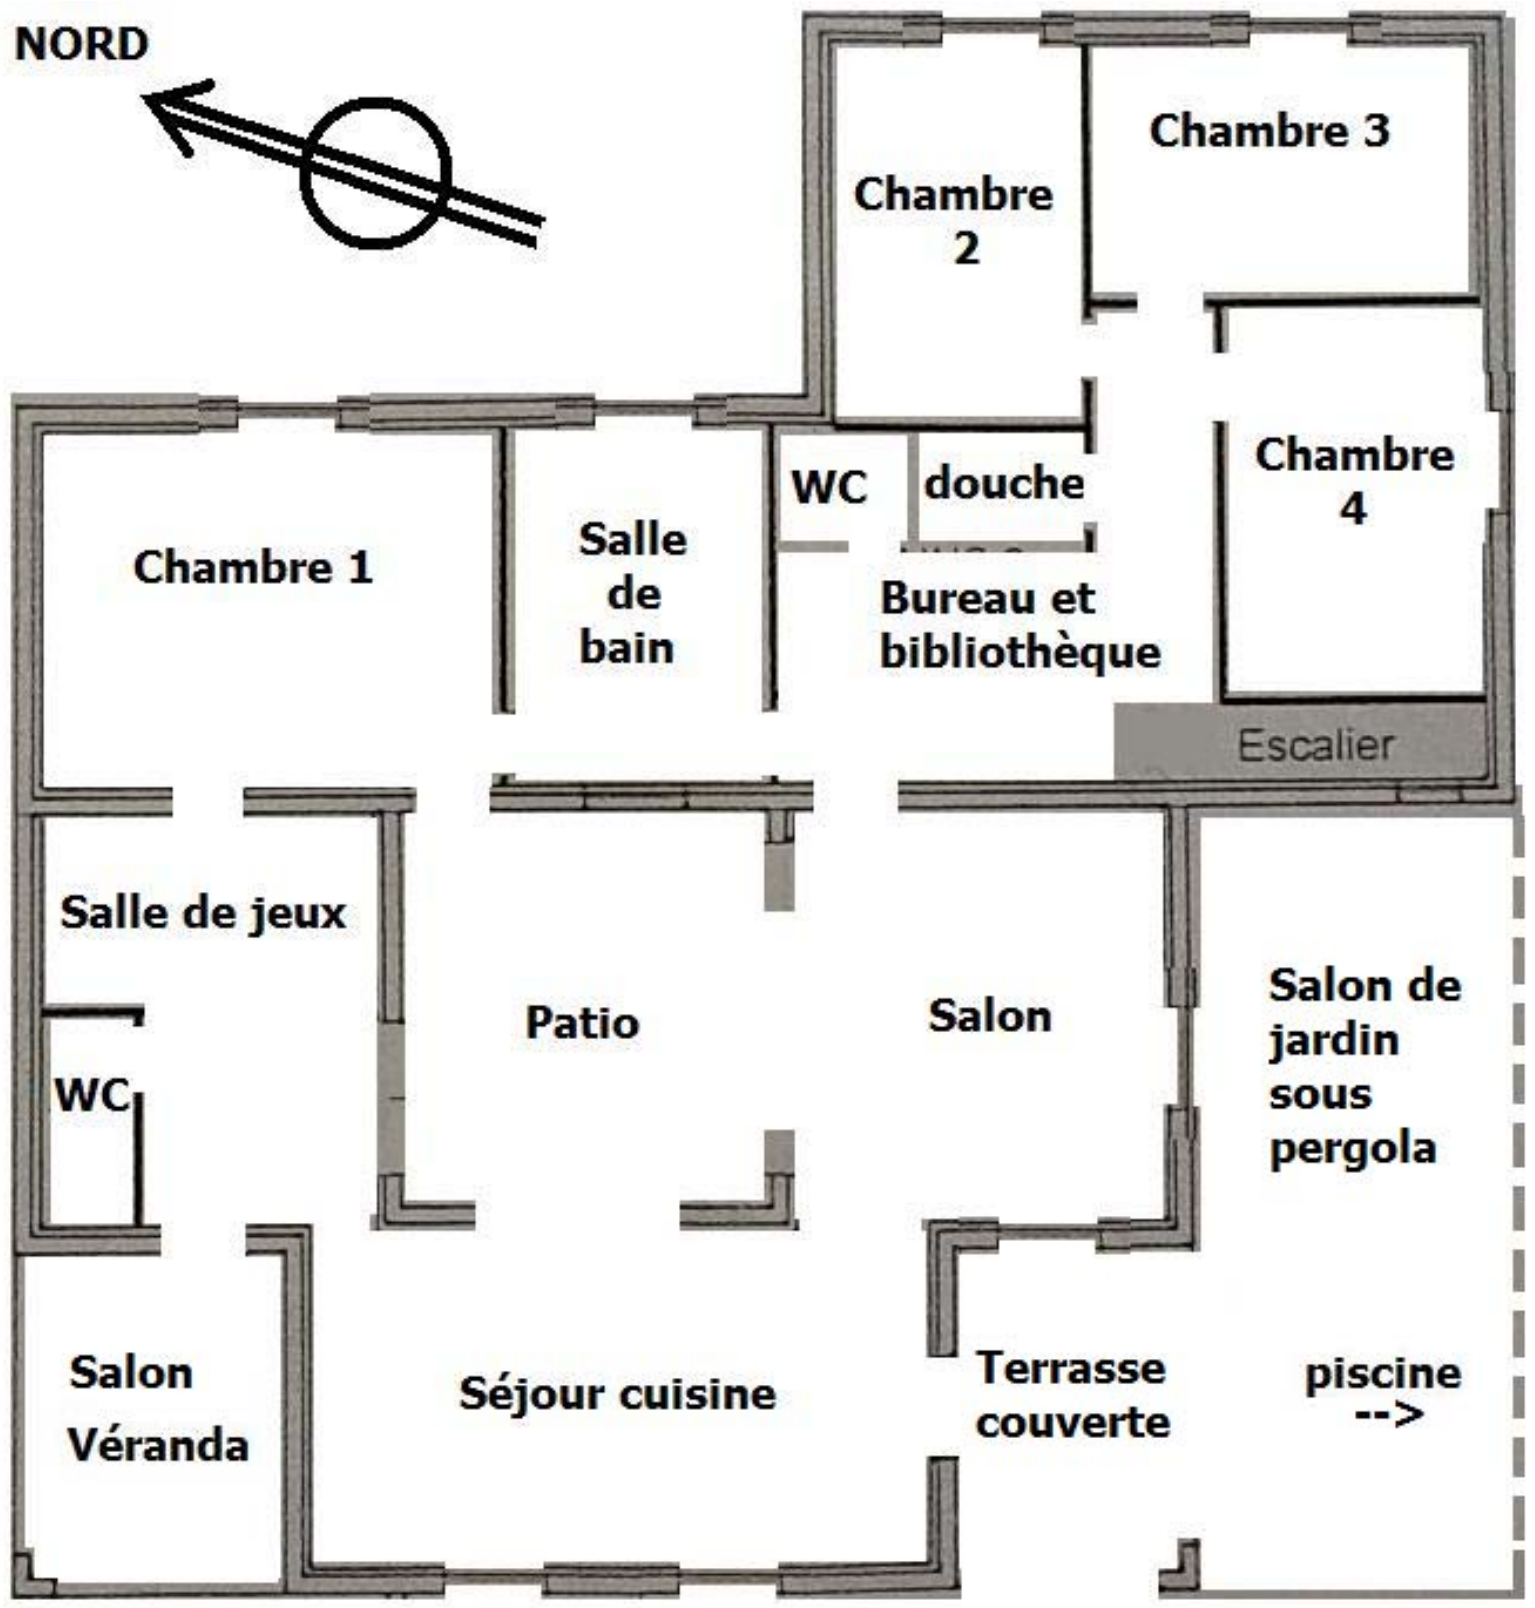 NORD
Chambre 3
Chambre
2
Chambre
4
WC
douche
Salle
de
bain
Chambre 1
Bureau et
bibliothèque
Escalier
Salle de jeux
Patio
Salon
Salon de
jardin
sous
pergola
WC
Salon
Véranda
Séjour cuisine
Terrasse
couverte
piscine
-->